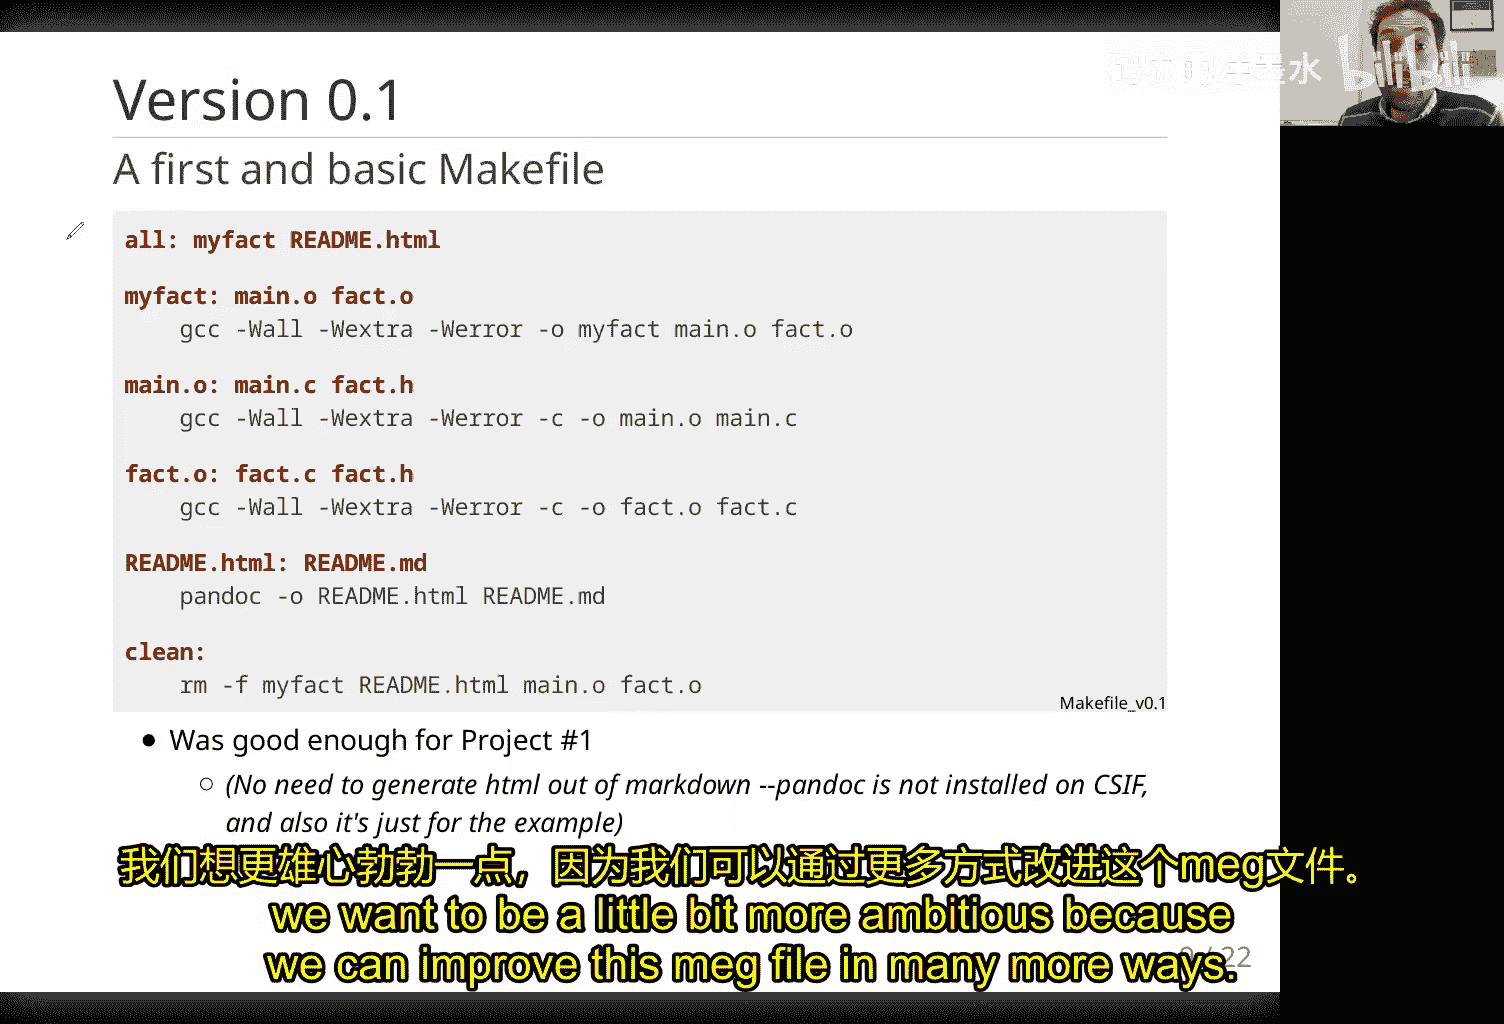 Version 0.1
A first and basic Makefile
all: myfact README.html
myfact: main.o fact.o
gcc -Wall -Wextra -Werror -o myfact main.o fact.o
main.o: main.c fact.h
gcc -Wall -Wextra -Werror -c -o main.o main.c
fact.o: fact.c fact.h
gcc -Wall -Wextra -Werror -c -o fact.o fact.c
README.html: README.md
pandoc -o README.html README.md
clean:
rm -f myfact README.html main.o fact.o
Makefile_v0.1
• Was good enough for Project #1
○ (No need to generate html out of markdown --pandoc is not installed on CSIF,
and also it's just for the example)
我们想更雄心勃勃一点，因为我们可以通过更多方式改进这个meg文件。
we want to be a little bit more ambitious because
we can improve this meg file in many more ways.
/ 22
bilibili